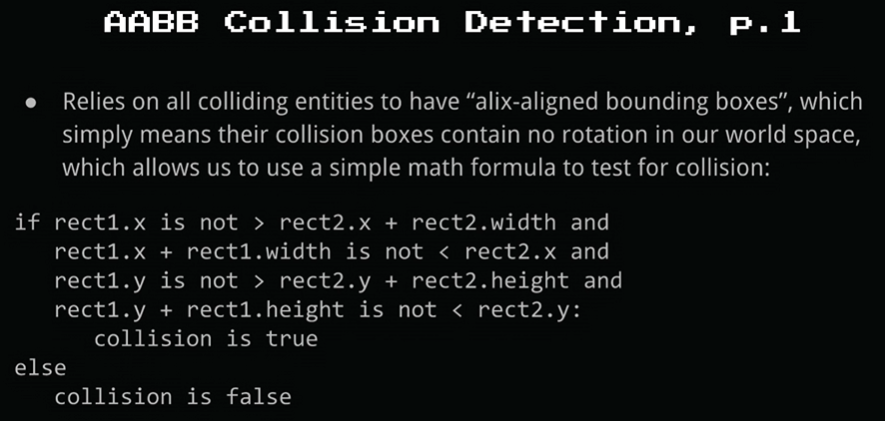 AABB Collision Detection, p.1
● Relies on all colliding entities to have “alix-aligned bounding boxes”, which
simply means their collision boxes contain no rotation in our world space,
which allows us to use a simple math formula to test for collision:
if rect1.x is not > rect2.x + rect2.width and
rect1.x + rect1.width is not < rect2.x and
rect1.y is not > rect2.y + rect2.height and
rect1.y + rect1.height is not < rect2.y:
collision is true
else
collision is false